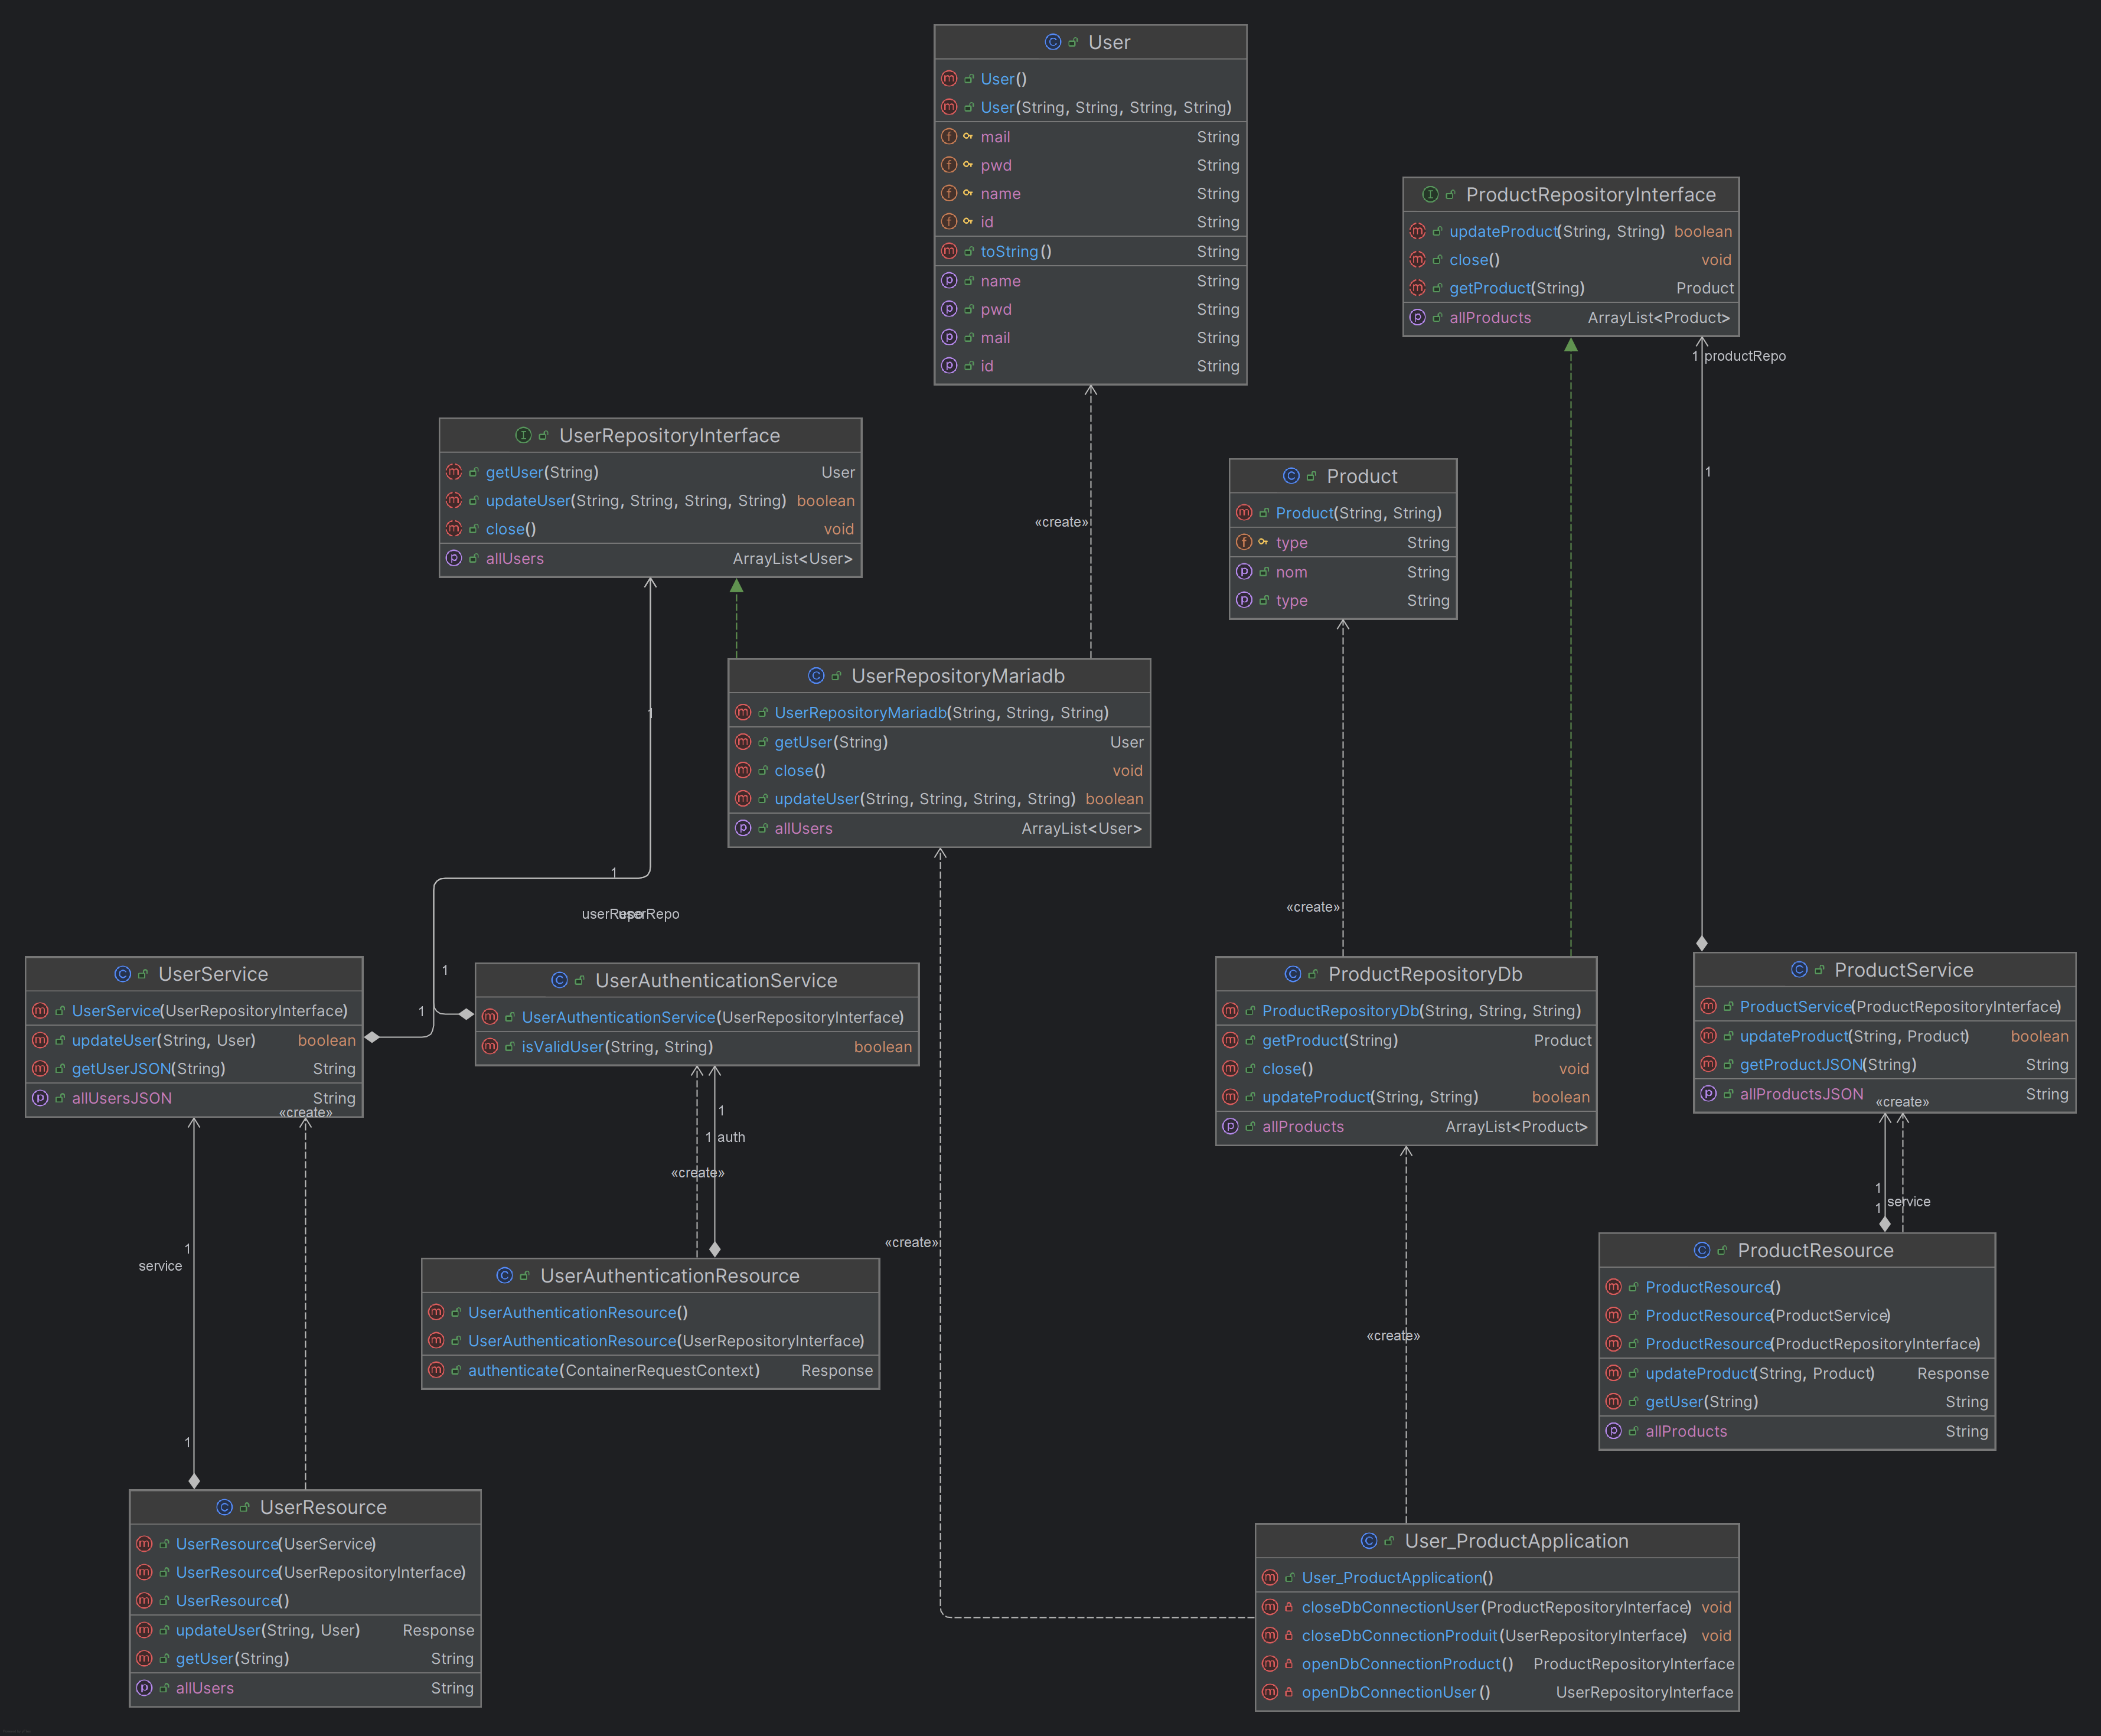 User
User()
User(String, String, String, String)
mail String
pwd String
name String
id String
toString() String
name String
pwd String
mail String
id String
ProductRepositoryInterface
updateProduct(String, String) boolean
close() void
getProduct(String) Product
allProducts ArrayList<Product>
1 productRepo
1
UserRepositoryInterface
getUser(String) User
updateUser(String, String, String, String) boolean
close() void
allUsers ArrayList<User>
«create»
Product
Product(String, String)
type String
nom String
type String
UserRepositoryMariadb
UserRepositoryMariadb(String, String, String)
getUser(String) User
close() void
updateUser(String, String, String, String) boolean
allUsers ArrayList<User>
1
1
userRepo
userRepo
«create»
UserService
UserService(UserRepositoryInterface)
updateUser(String, User) boolean
getUserJSON(String) String
allUsersJSON String
«create»
1
1
UserAuthenticationService
UserAuthenticationService(UserRepositoryInterface)
isValidUser(String, String) boolean
1
1 auth
«create»
ProductRepositoryDb
ProductRepositoryDb(String, String, String)
getProduct(String) Product
close() void
updateProduct(String, String) boolean
allProducts ArrayList<Product>
ProductService
ProductService(ProductRepositoryInterface)
updateProduct(String, Product) boolean
getProductJSON(String) String
allProductsJSON String
«create»
1
1 service
1
service
1
«create»
«create»
UserAuthenticationResource
UserAuthenticationResource()
UserAuthenticationResource(UserRepositoryInterface)
authenticate(ContainerRequestContext) Response
ProductResource
ProductResource()
ProductResource(ProductService)
ProductResource(ProductRepositoryInterface)
updateProduct(String, Product) Response
getUser(String) String
allProducts String
UserResource
UserResource(UserService)
UserResource(UserRepositoryInterface)
UserResource()
updateUser(String, User) Response
getUser(String) String
allUsers String
User_ProductApplication
User_ProductApplication()
closeDbConnectionUser(ProductRepositoryInterface) void
closeDbConnectionProduit(UserRepositoryInterface) void
openDbConnectionProduct() ProductRepositoryInterface
openDbConnectionUser() UserRepositoryInterface